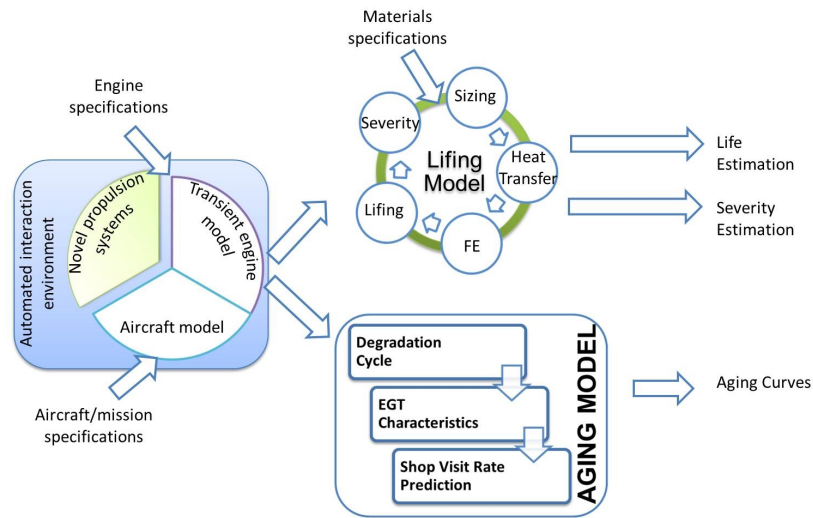 Materials
specifications
Engine
specifications
Automated interaction
environment
Novel propulsion
systems
Transient engine
model
Aircraft model
Aircraft/mission
specifications
Lifing
Model
Sizing
Heat
Transfer
FE
Lifing
Severity
Life
Estimation
Severity
Estimation
Degradation
Cycle
EGT
Characteristics
Shop Visit Rate
Prediction
AGING MODEL
Aging Curves